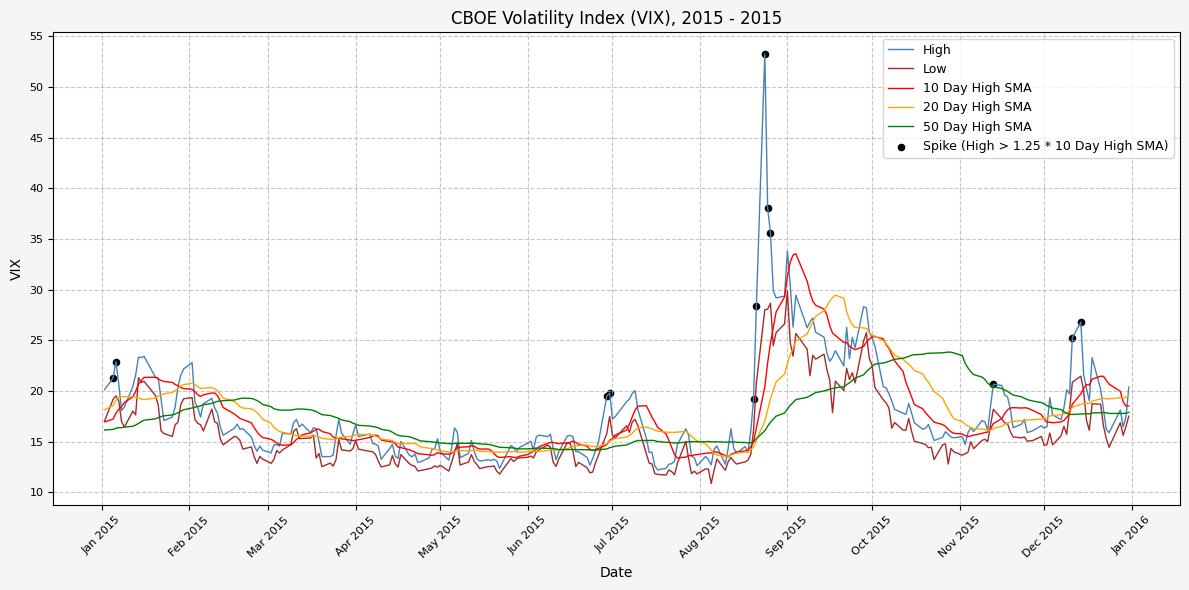 CBOE Volatility Index (VIX), 2015 - 2015
55
50
45
40
35
30
25
20
15
10
VIX
High
Low
10 Day High SMA
20 Day High SMA
50 Day High SMA
Spike (High > 1.25 * 10 Day High SMA)
Jan 2015
Feb 2015
Mar 2015
Apr 2015
May 2015
Jun 2015
Jul 2015
Aug 2015
Sep 2015
Oct 2015
Nov 2015
Dec 2015
Jan 2016
Date